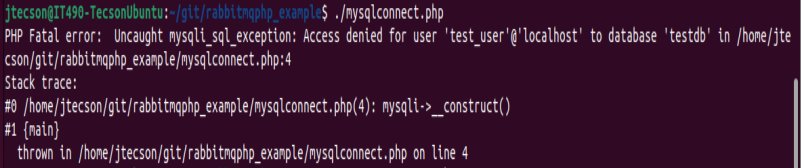 jtecson@IT490-TecsonUbuntu:~/git/rabbitmqphp_example$ ./mysqlconnect.php
PHP Fatal error:  Uncaught mysqli_sql_exception: Access denied for user 'test_user'@'localhost' to database 'testdb' in /home/jte
cson/git/rabbitmqphp_example/mysqlconnect.php:4
Stack trace:
#0 /home/jtecson/git/rabbitmqphp_example/mysqlconnect.php(4): mysqli->__construct()
#1 {main}
  thrown in /home/jtecson/git/rabbitmqphp_example/mysqlconnect.php on line 4